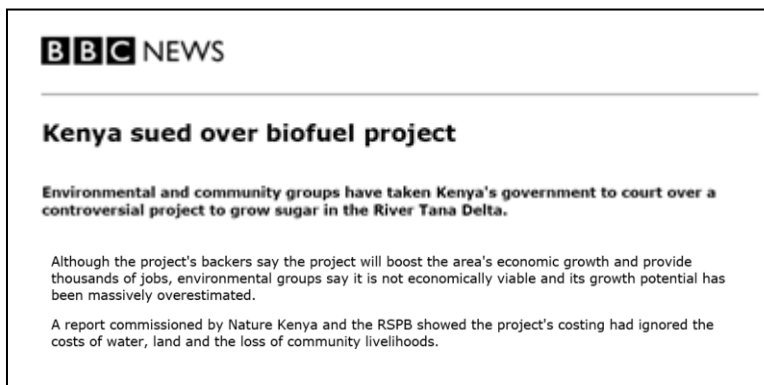 BBC NEWS
Kenya sued over biofuel project
Environmental and community groups have taken Kenya's government to court over a
controversial project to grow sugar in the River Tana Delta.
Although the project's backers say the project will boost the area's economic growth and provide
thousands of jobs, environmental groups say it is not economically viable and its growth potential has
been massively overestimated.
A report commissioned by Nature Kenya and the RSPB showed the project's costing had ignored the
costs of water, land and the loss of community livelihoods.